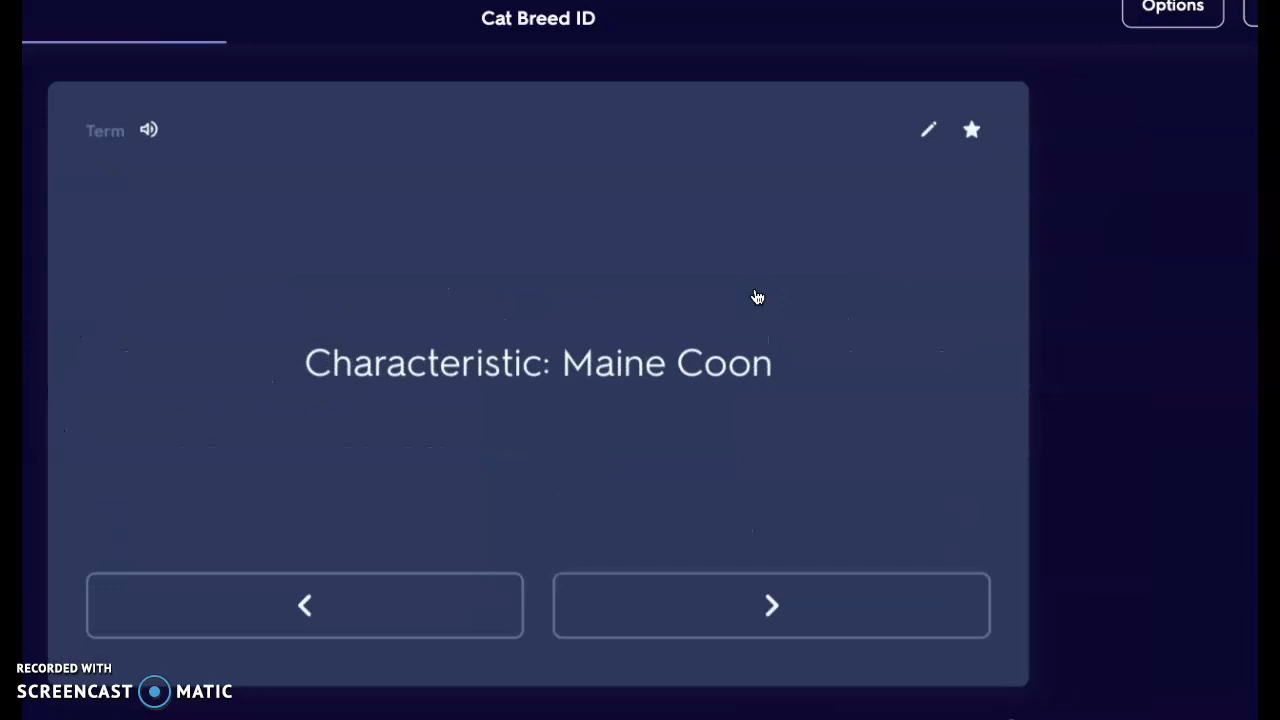 Cat Breed ID
Options
Term
Characteristic: Maine Coon
RECORDED WITH
SCREENCAST MATIC